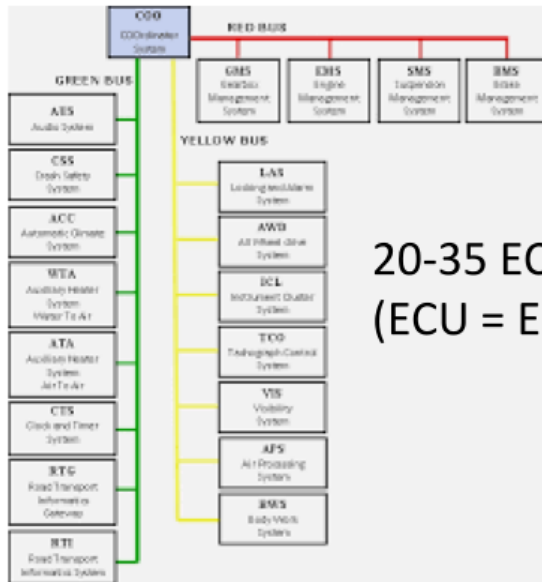 COO
COOrdinator
System
RED BUS
GMS
Gearbox
Management
System
EMS
Engine
Management
System
SMS
Suspension
Management
System
BMS
Brake
Management
System
GREEN BUS
AUS
Audio System
CSS
Crash Safety
System
ACC
Automatic Climate
System
WTA
Auxiliary Heater
System
Water To Air
ATA
Auxiliary Heater
System
Air To Air
CTS
Clock and Timer
System
RTG
Road Transport
Informatics
Gateway
RTI
Road Transport
Informatics System
YELLOW BUS
LAS
Locking and Alarm
System
AWD
All Wheel drive
System
ICL
Instrument Cluster
System
TCO
Tachograph Control
System
VIS
Visibility
System
APS
Air Processing
System
BWS
Body Work
System
20-35 EC
(ECU = E